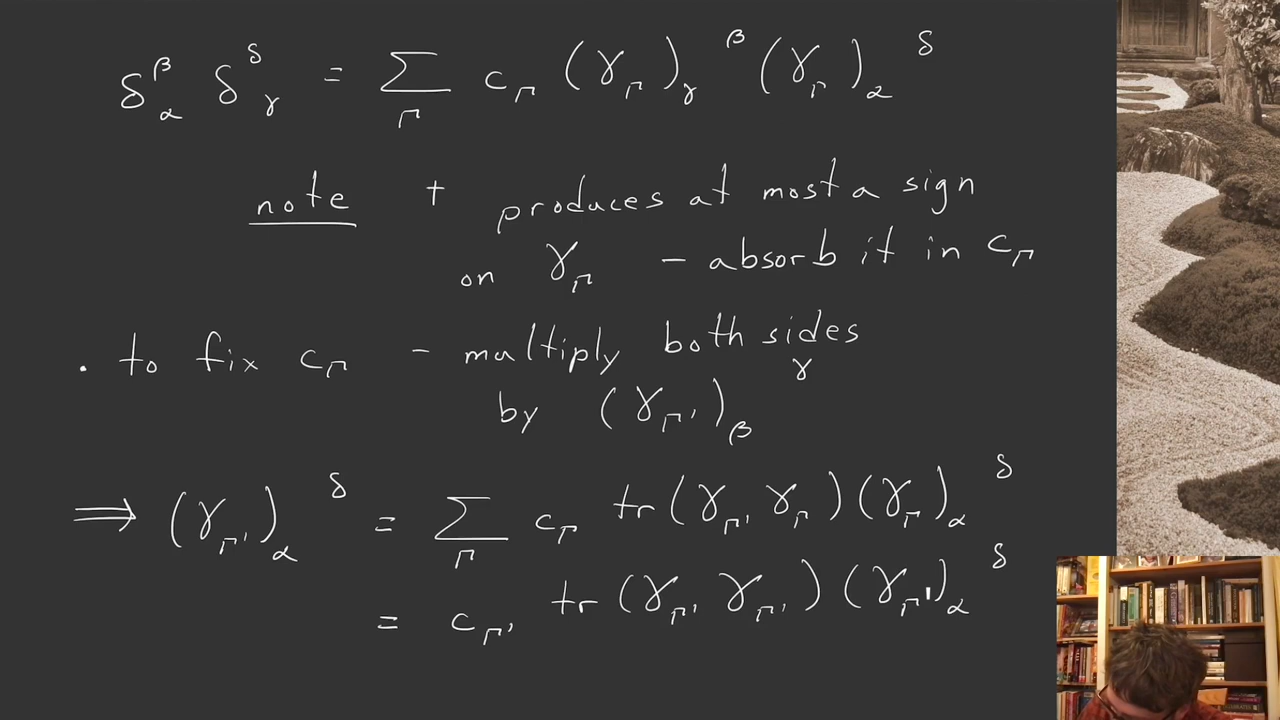 δ_α^β δ_γ^δ = Σ_Γ c_Γ (γ_Γ)_γ^β (γ_Γ)_α^δ
note † produces at most a sign
on γ_Γ – absorb it in c_Γ
· to fix c_Γ – multiply both sides
by (γ_Γ')_β^γ
⟹ (γ_Γ')_α^δ = Σ_Γ c_Γ tr(γ_Γ' γ_Γ)(γ_Γ)_α^δ
= c_Γ' tr(γ_Γ' γ_Γ')(γ_Γ')_α^δ